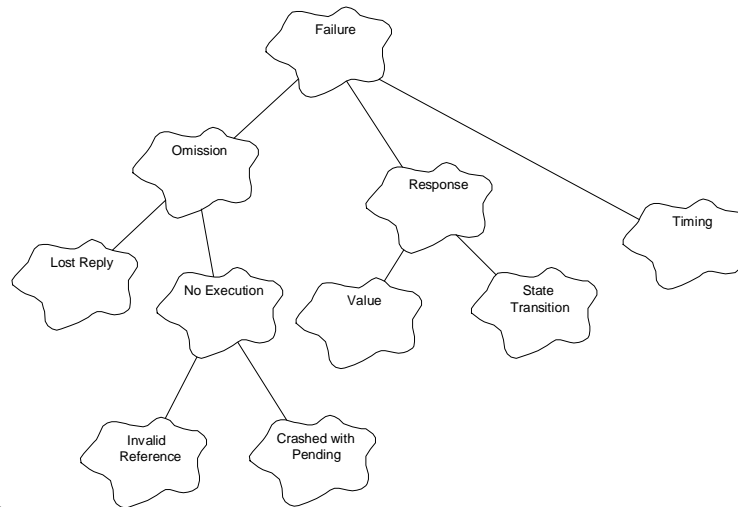 Failure
Omission
Response
Timing
Lost Reply
No Execution
Value
State
Transition
Invalid
Reference
Crashed with
Pending